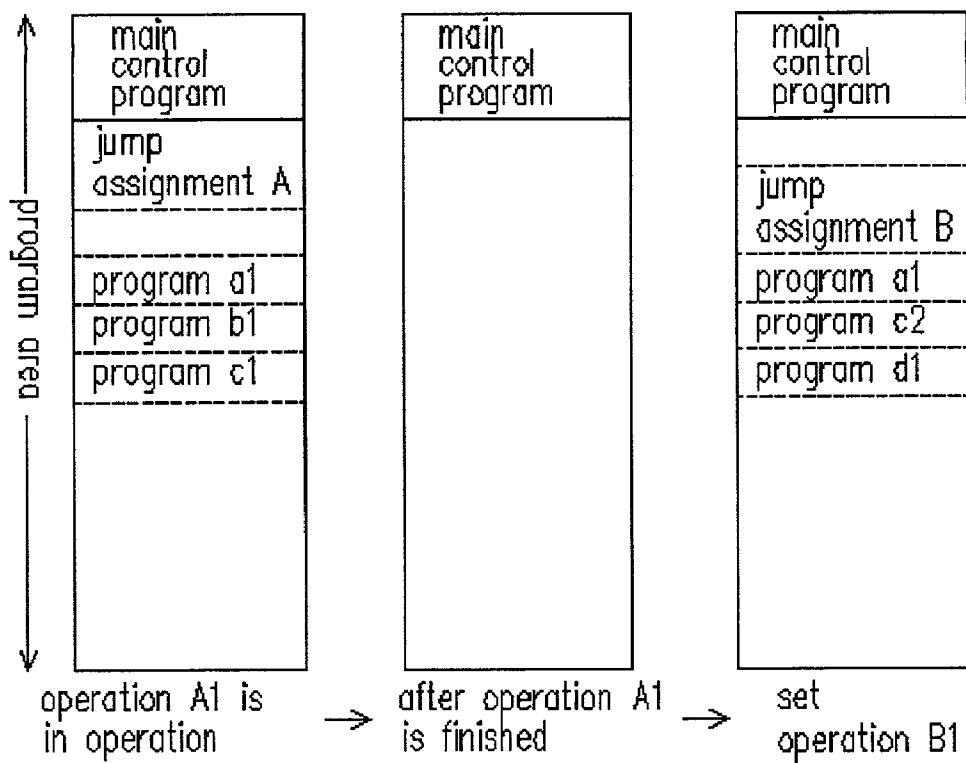 program area
main
control
program
jump
assignment A
program a1
program b1
program c1
operation A1 is
in operation
main
control
program
after operation A1
is finished
main
control
program
jump
assignment B
program a1
program c2
program d1
set
operation B1